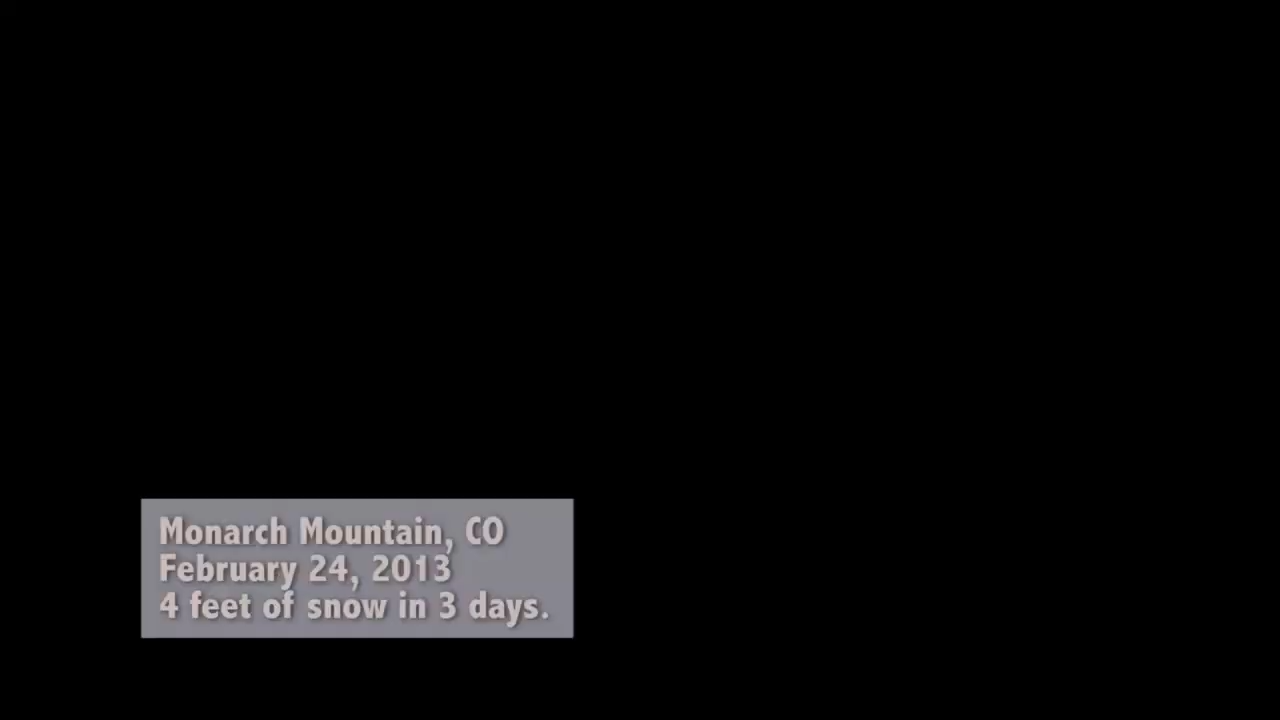 Monarch Mountain, CO
February 24, 2013
4 feet of snow in 3 days.